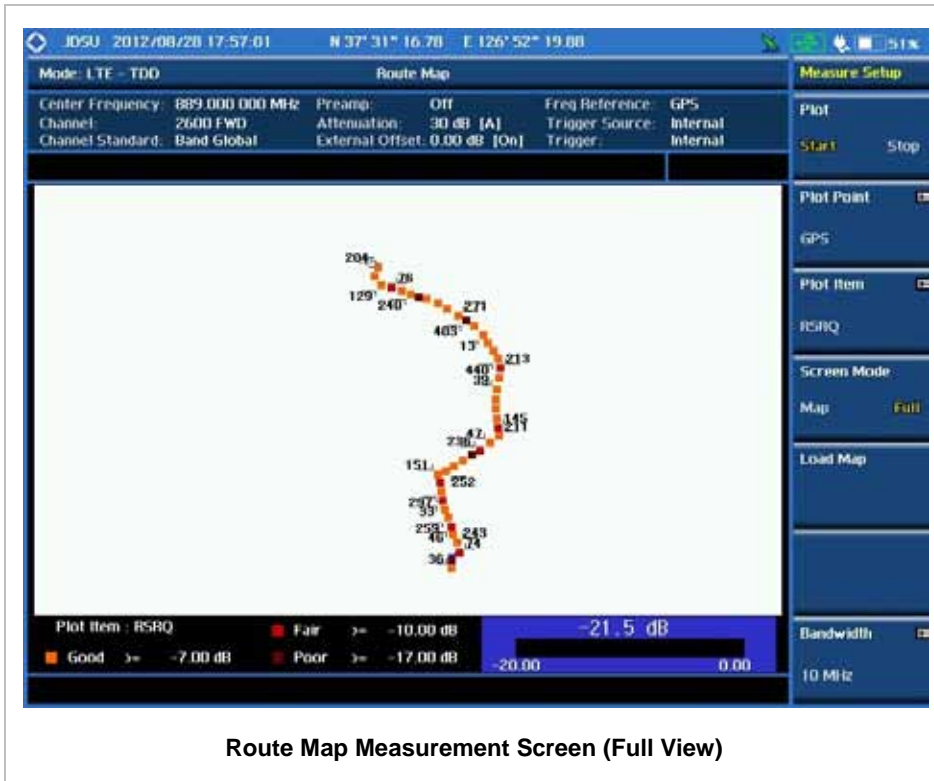 JDSU 2012/08/28 17:57:01 N 37° 31" 16.78 E 126° 52" 19.88 51%
Mode: LTE - TDD Route Map Measure Setup
Center Frequency: 889.000 000 MHz Preamp: Off Freq Reference: GPS
Channel: 2600 FWD Attenuation: 30 dB [A] Trigger Source: Internal
Channel Standard: Band Global External Offset: 0.00 dB [On] Trigger: Internal
Plot
Start Stop
Plot Point
GPS
Plot Item
RSRQ
Screen Mode
Map Full
Load Map
Bandwidth
10 MHz
204
78
129
240
271
403
13
213
440
39
145
211
47
236
151
252
297
33
259
46
243
74
36
Plot Item : RSRQ Fair >= -10.00 dB -21.5 dB
Good >= -7.00 dB Poor >= -17.00 dB -20.00 0.00
Route Map Measurement Screen (Full View)